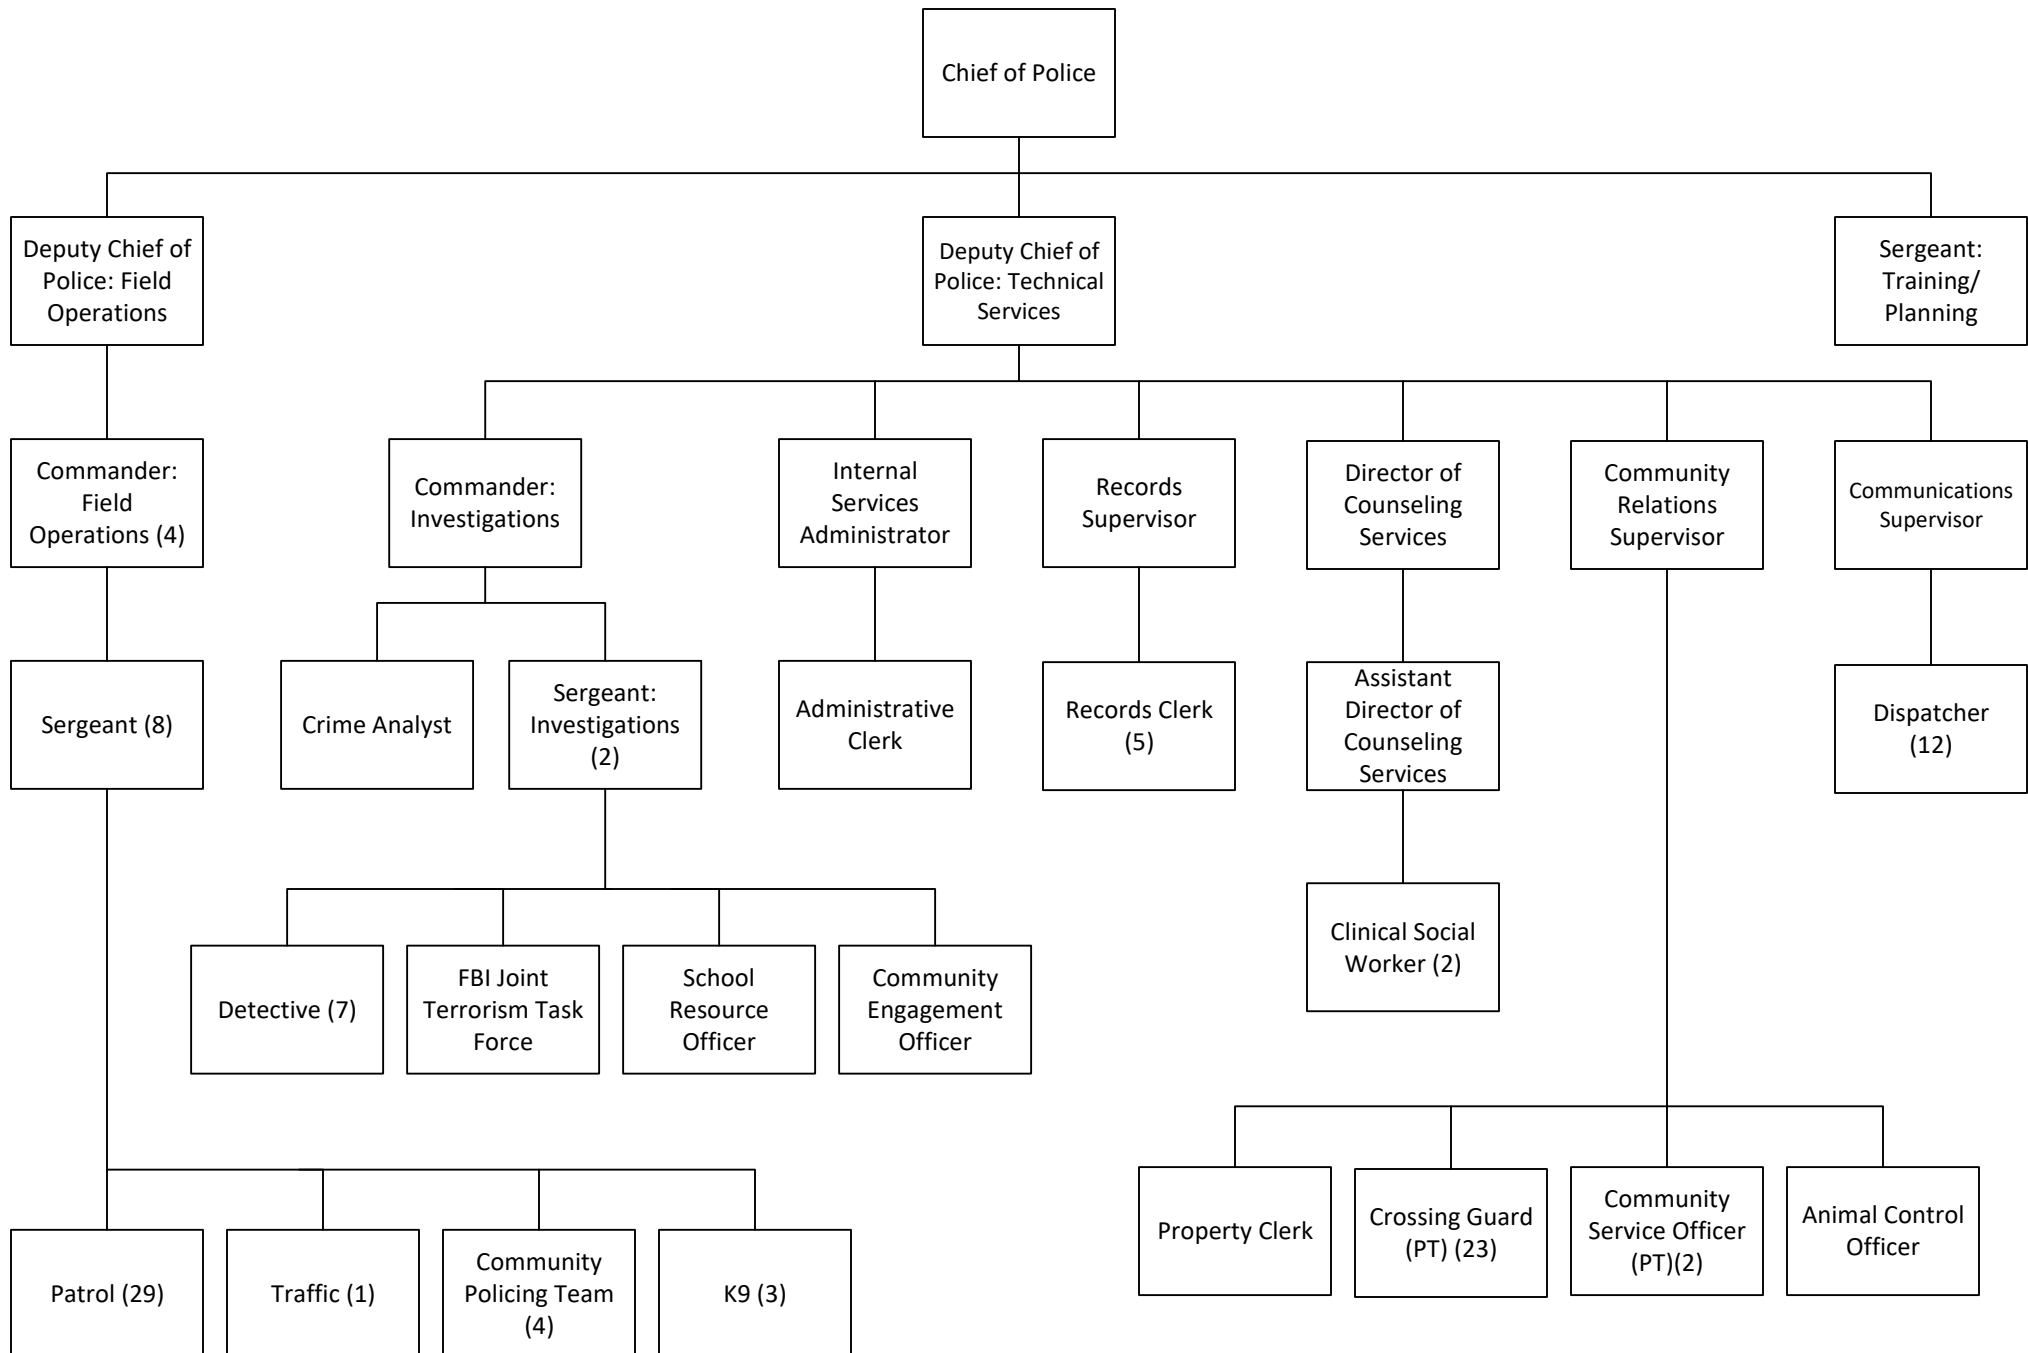 Chief of Police
Deputy Chief of
Police: Field
Operations
Deputy Chief of
Police: Technical
Services
Sergeant:
Training/
Planning
Commander:
Field
Operations (4)
Commander:
Investigations
Internal
Services
Administrator
Records
Supervisor
Director of
Counseling
Services
Community
Relations
Supervisor
Communications
Supervisor
Sergeant (8)
Crime Analyst
Sergeant:
Investigations
(2)
Administrative
Clerk
Records Clerk
(5)
Assistant
Director of
Counseling
Services
Dispatcher
(12)
Detective (7)
FBI Joint
Terrorism Task
Force
School
Resource
Officer
Community
Engagement
Officer
Clinical Social
Worker (2)
Patrol (29)
Traffic (1)
Community
Policing Team
(4)
K9 (3)
Property Clerk
Crossing Guard
(PT) (23)
Community
Service Officer
(PT)(2)
Animal Control
Officer